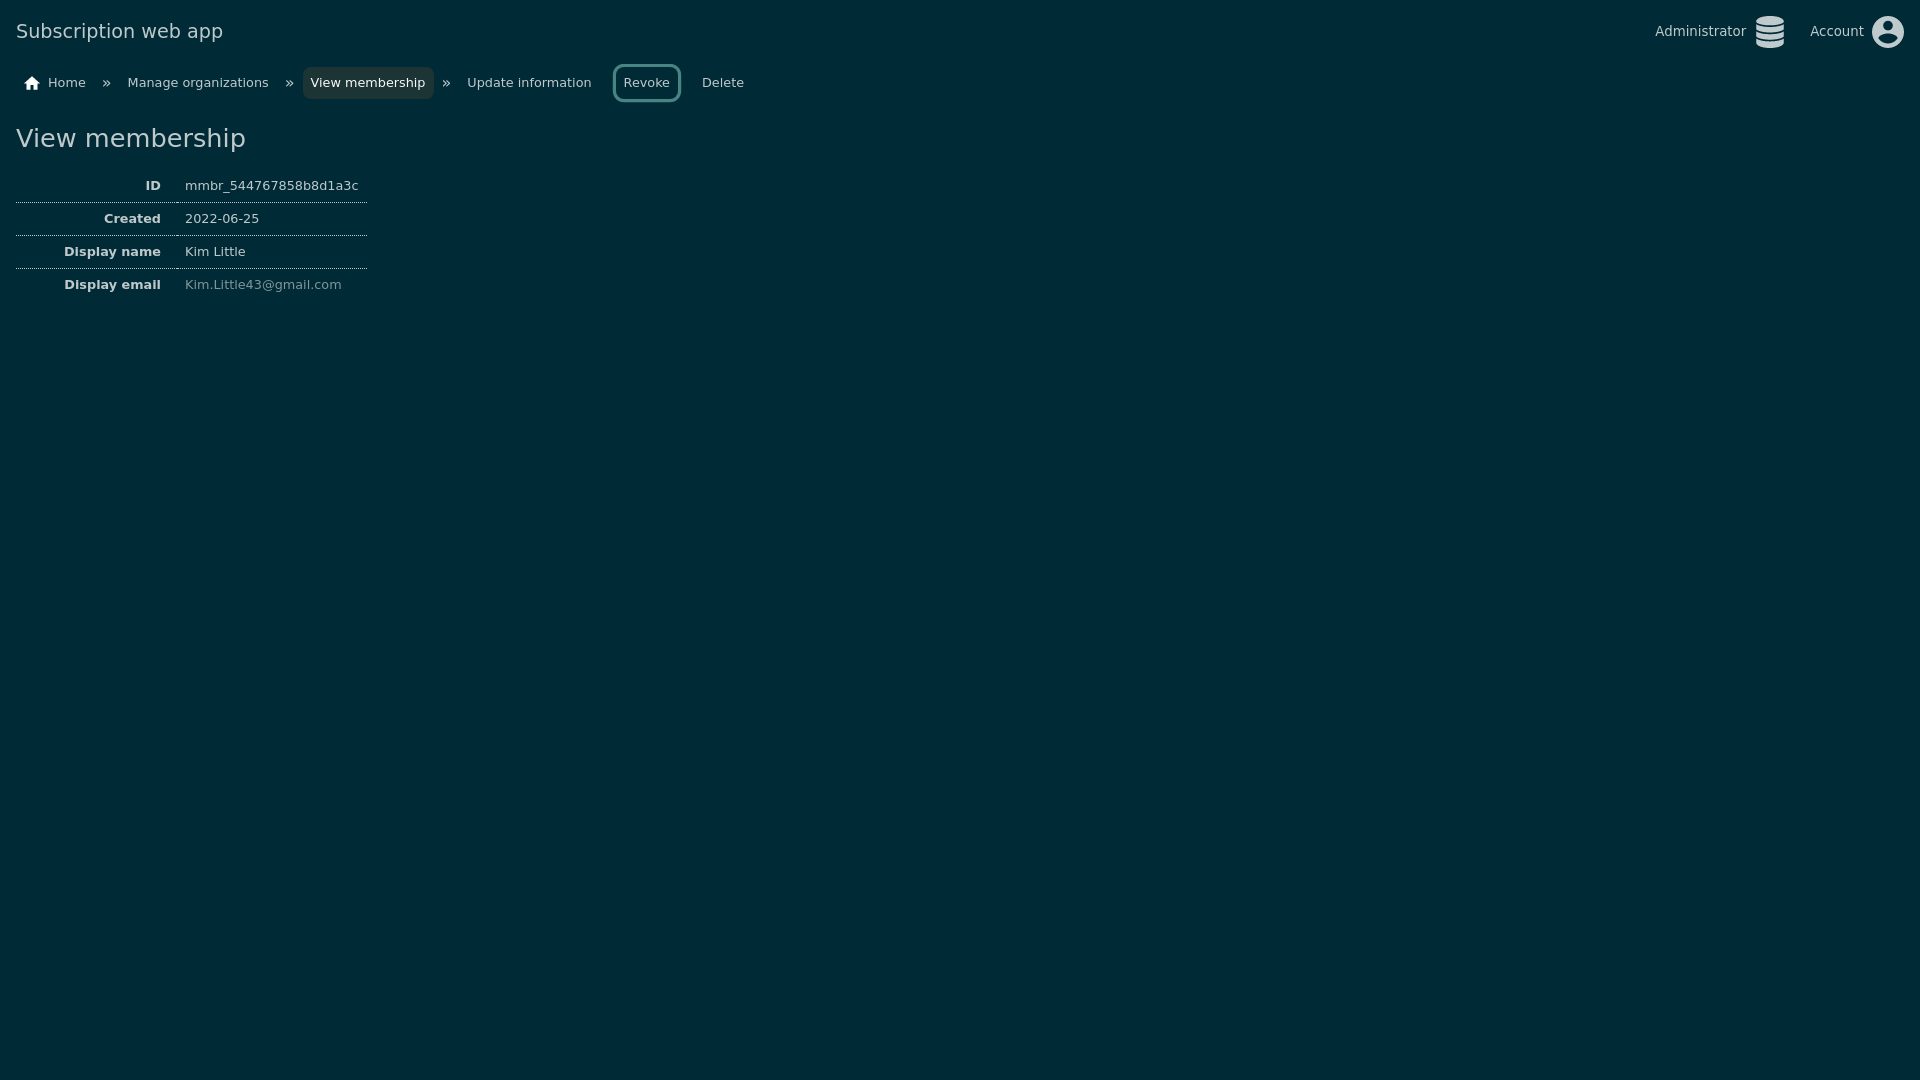 Subscription web app Administrator Account
Home » Manage organizations » View membership » Update information Revoke Delete
View membership
ID mmbr_544767858b8d1a3c
Created 2022-06-25
Display name Kim Little
Display email Kim.Little43@gmail.com